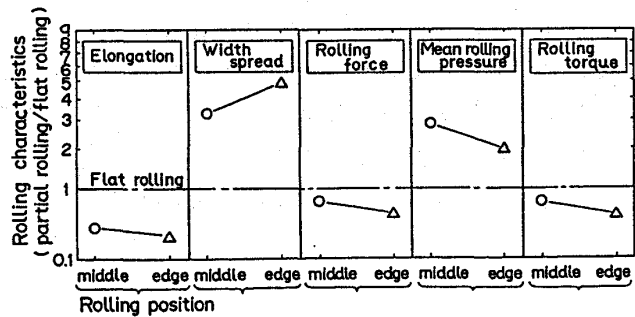 Rolling characteristics
(partial rolling/flat rolling)
9
8
7
6
5
4
3
2
1
0.1
Elongation
Width
spread
Rolling
force
Mean rolling
pressure
Rolling
torque
Flat rolling
middle edge middle edge middle edge middle edge middle edge
Rolling position